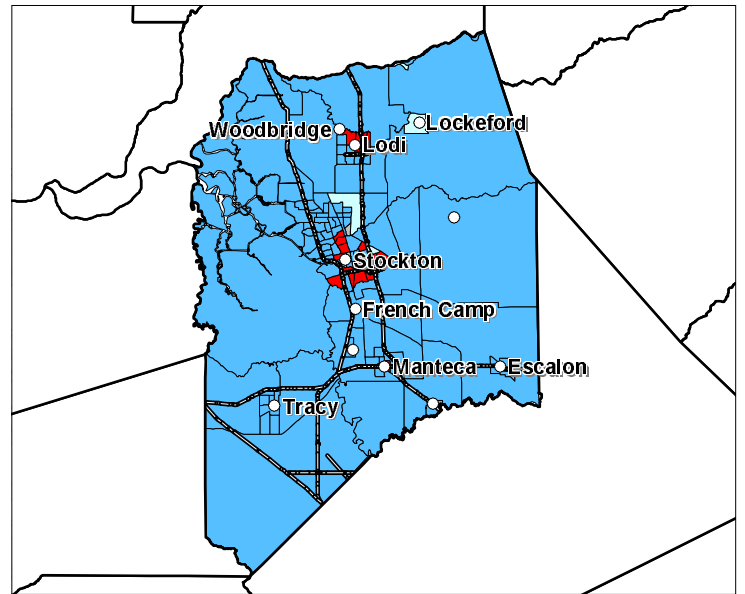 Woodbridge
Lockeford
Lodi
Stockton
French Camp
Manteca
Escalon
Tracy